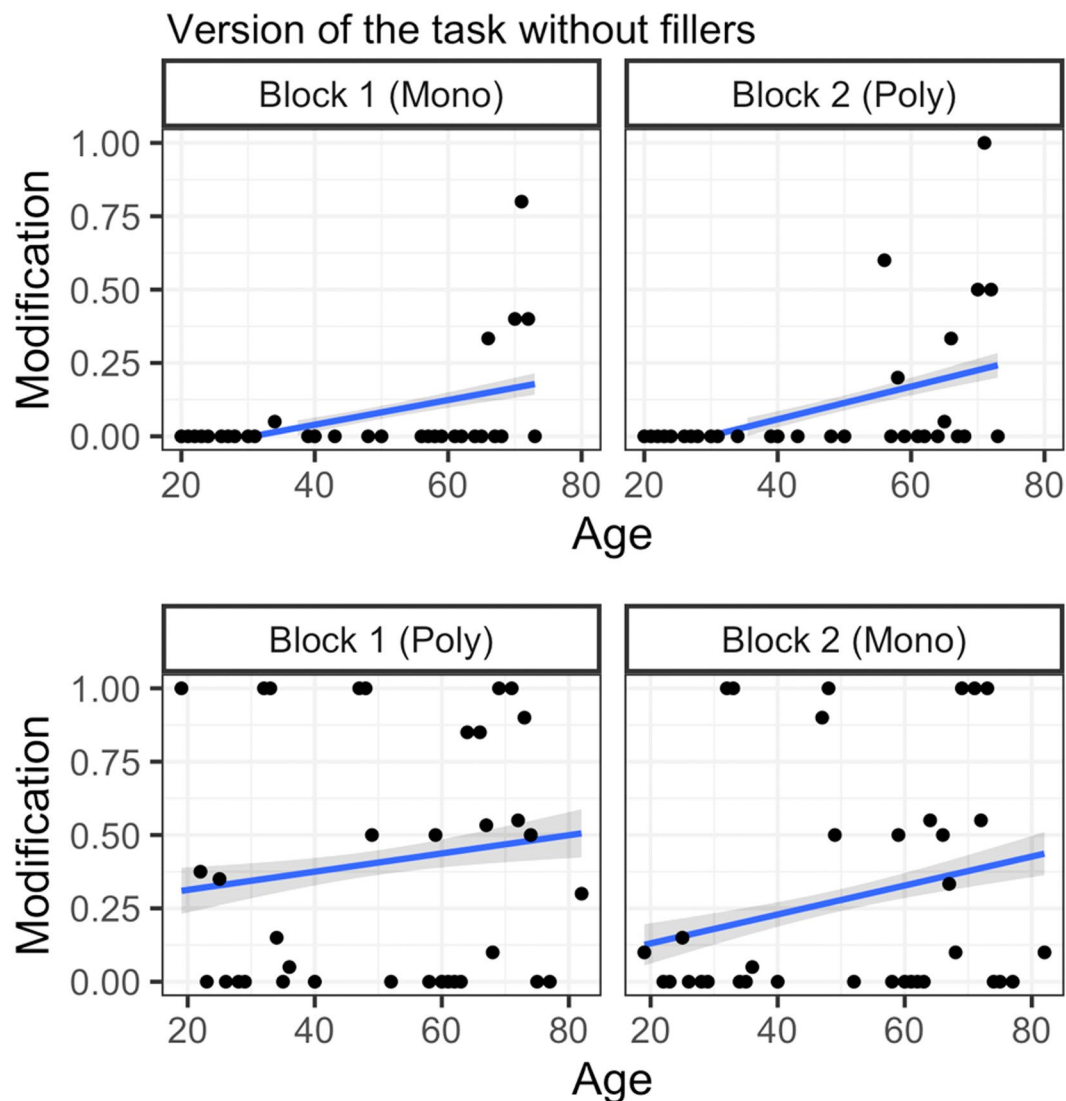 Version of the task without fillers
Block 1 (Mono) Block 2 (Poly)
Modification
1.00
0.75
0.50
0.25
0.00
20 40 60 80 20 40 60 80
Age
Block 1 (Poly) Block 2 (Mono)
Modification
1.00
0.75
0.50
0.25
0.00
20 40 60 80 20 40 60 80
Age